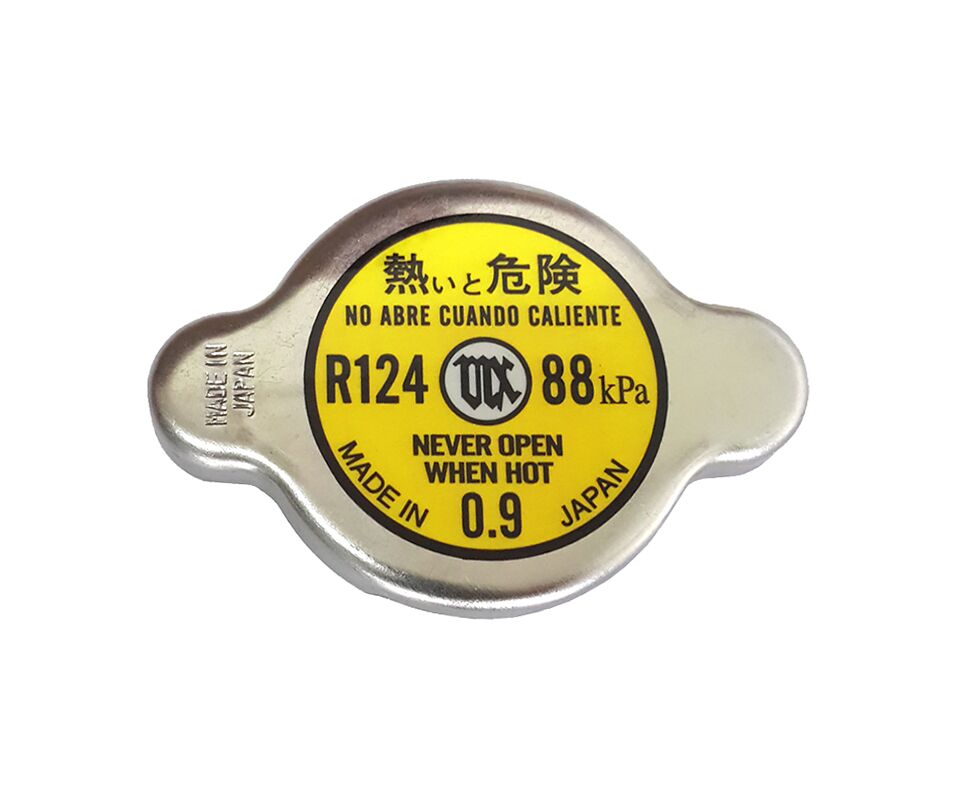 熱いと危険
NO ABRE CUANDO CALIENTE
R124
88 kPa
NEVER OPEN
WHEN HOT
0.9
MADE IN JAPAN
MADE IN
JAPAN